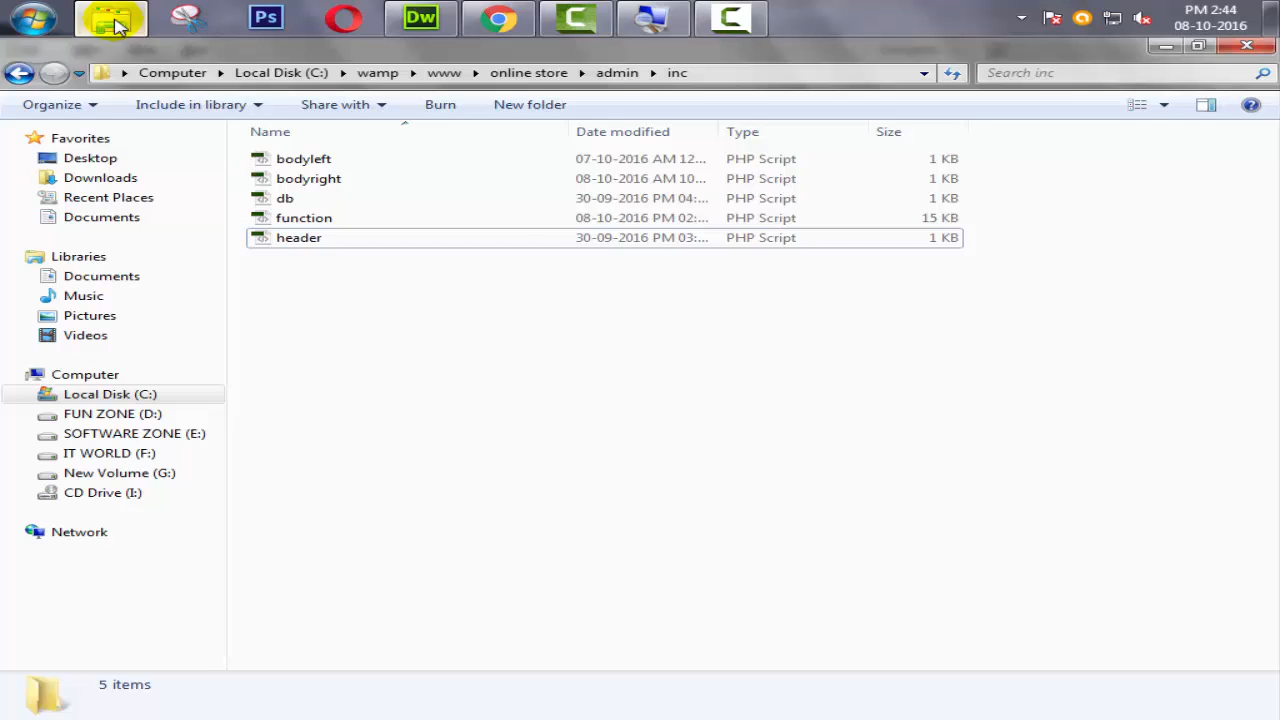 Ps
Dw
PM 2:44
08-10-2016
Computer
Local Disk (C:)
wamp
www
online store
admin
inc
Search inc
Organize
Include in library
Share with
Burn
New folder
Favorites
Desktop
Downloads
Recent Places
Documents
Libraries
Documents
Music
Pictures
Videos
Computer
Local Disk (C:)
FUN ZONE (D:)
SOFTWARE ZONE (E:)
IT WORLD (F:)
New Volume (G:)
CD Drive (I:)
Network
Name Date modified Type Size
bodyleft 07-10-2016 AM 12:... PHP Script 1 KB
bodyright 08-10-2016 AM 10:... PHP Script 1 KB
db 30-09-2016 PM 04:... PHP Script 1 KB
function 08-10-2016 PM 02:... PHP Script 15 KB
header 30-09-2016 PM 03:... PHP Script 1 KB
5 items